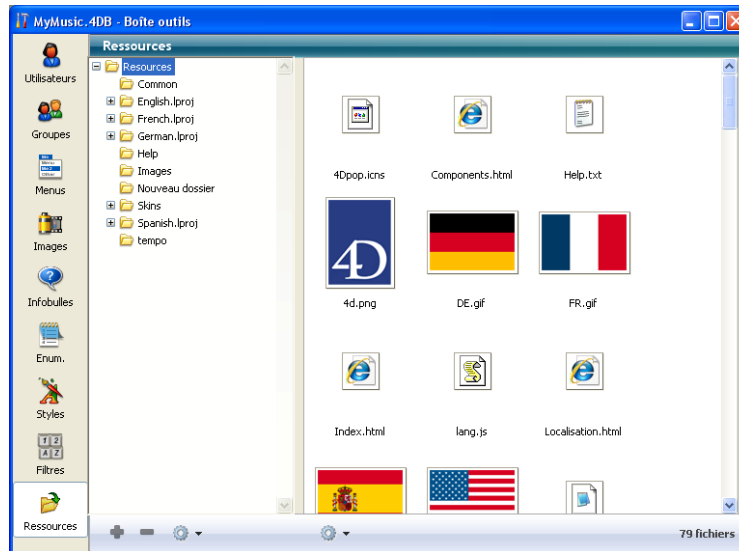 MyMusic.4DB - Boîte outils
Ressources
Utilisateurs
Groupes
Menus
Images
Infobulles
Enum.
Styles
Filtres
Ressources
Resources
Common
English.lproj
French.lproj
German.lproj
Help
Images
Nouveau dossier
Skins
Spanish.lproj
tempo
4Dpop.icns
Components.html
Help.txt
4D
4d.png
DE.gif
FR.gif
Index.html
lang.js
Localisation.html
79 fichiers